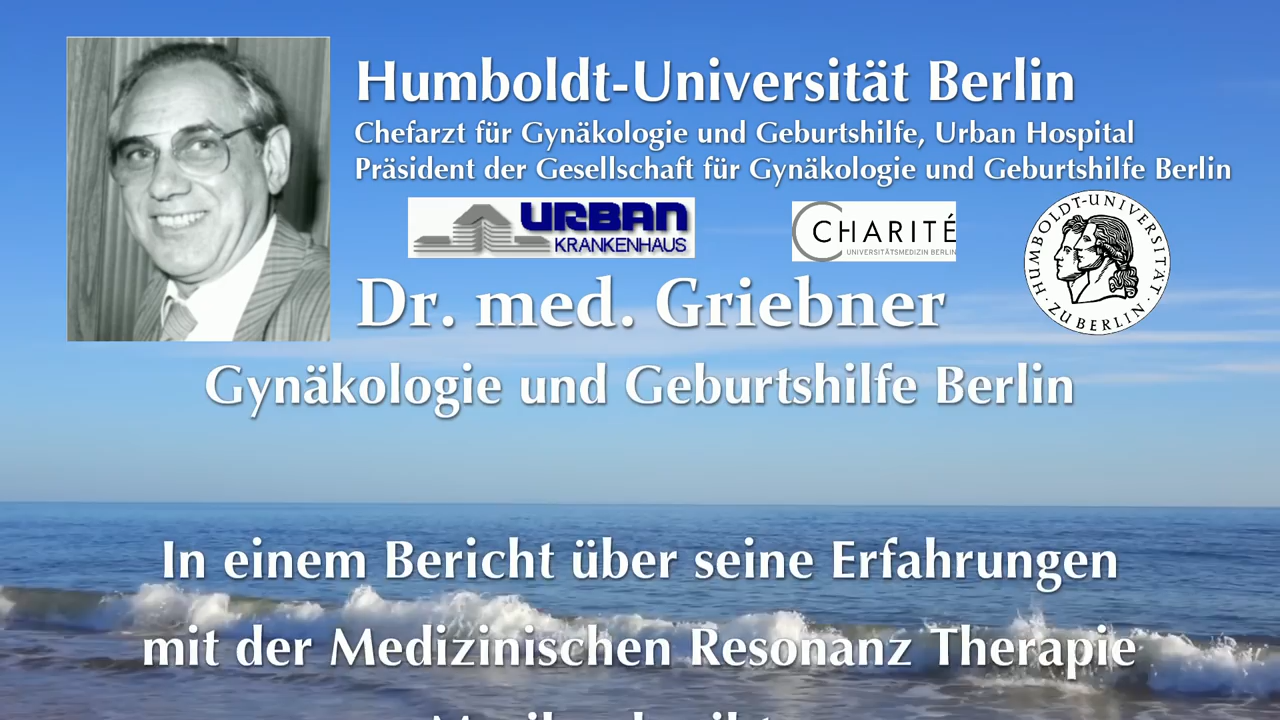 Humboldt-Universität Berlin
Chefarzt für Gynäkologie und Geburtshilfe, Urban Hospital
Präsident der Gesellschaft für Gynäkologie und Geburtshilfe Berlin
URBAN
KRANKENHAUS
CHARITÉ
UNIVERSITÄTSMEDIZIN BERLIN
HUMBOLDT-UNIVERSITÄT
ZU BERLIN
Dr. med. Griebner
Gynäkologie und Geburtshilfe Berlin
In einem Bericht über seine Erfahrungen
mit der Medizinischen Resonanz Therapie